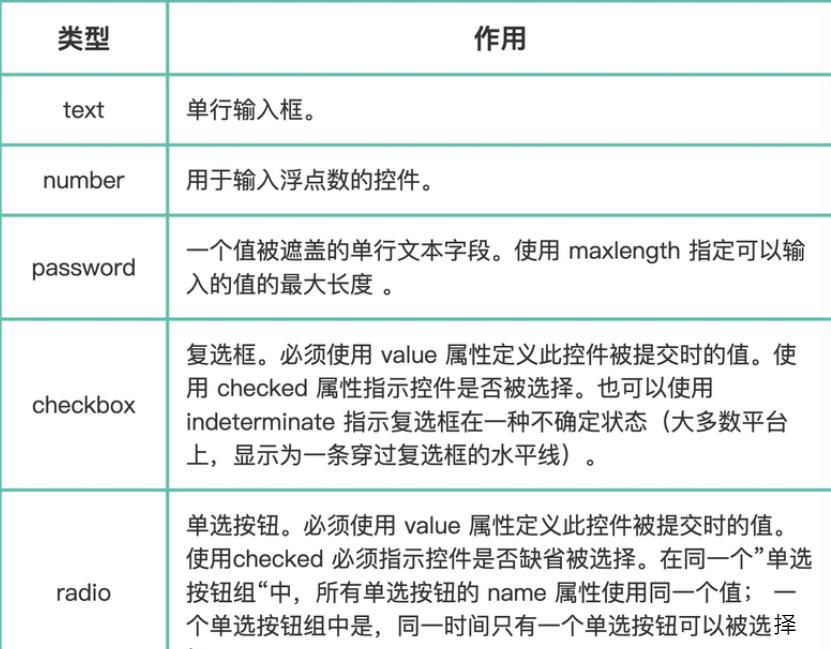 类型
作用
text
单行输入框。
number
用于输入浮点数的控件。
password
一个值被遮盖的单行文本字段。使用 maxlength 指定可以输
入的值的最大长度 。
checkbox
复选框。必须使用 value 属性定义此控件被提交时的值。使
用 checked 属性指示控件是否被选择。也可以使用
indeterminate 指示复选框在一种不确定状态（大多数平台
上，显示为一条穿过复选框的水平线）。
radio
单选按钮。必须使用 value 属性定义此控件被提交时的值。
使用checked 必须指示控件是否缺省被选择。在同一个”单选
按钮组“中，所有单选按钮的 name 属性使用同一个值； 一
个单选按钮组中是，同一时间只有一个单选按钮可以被选择